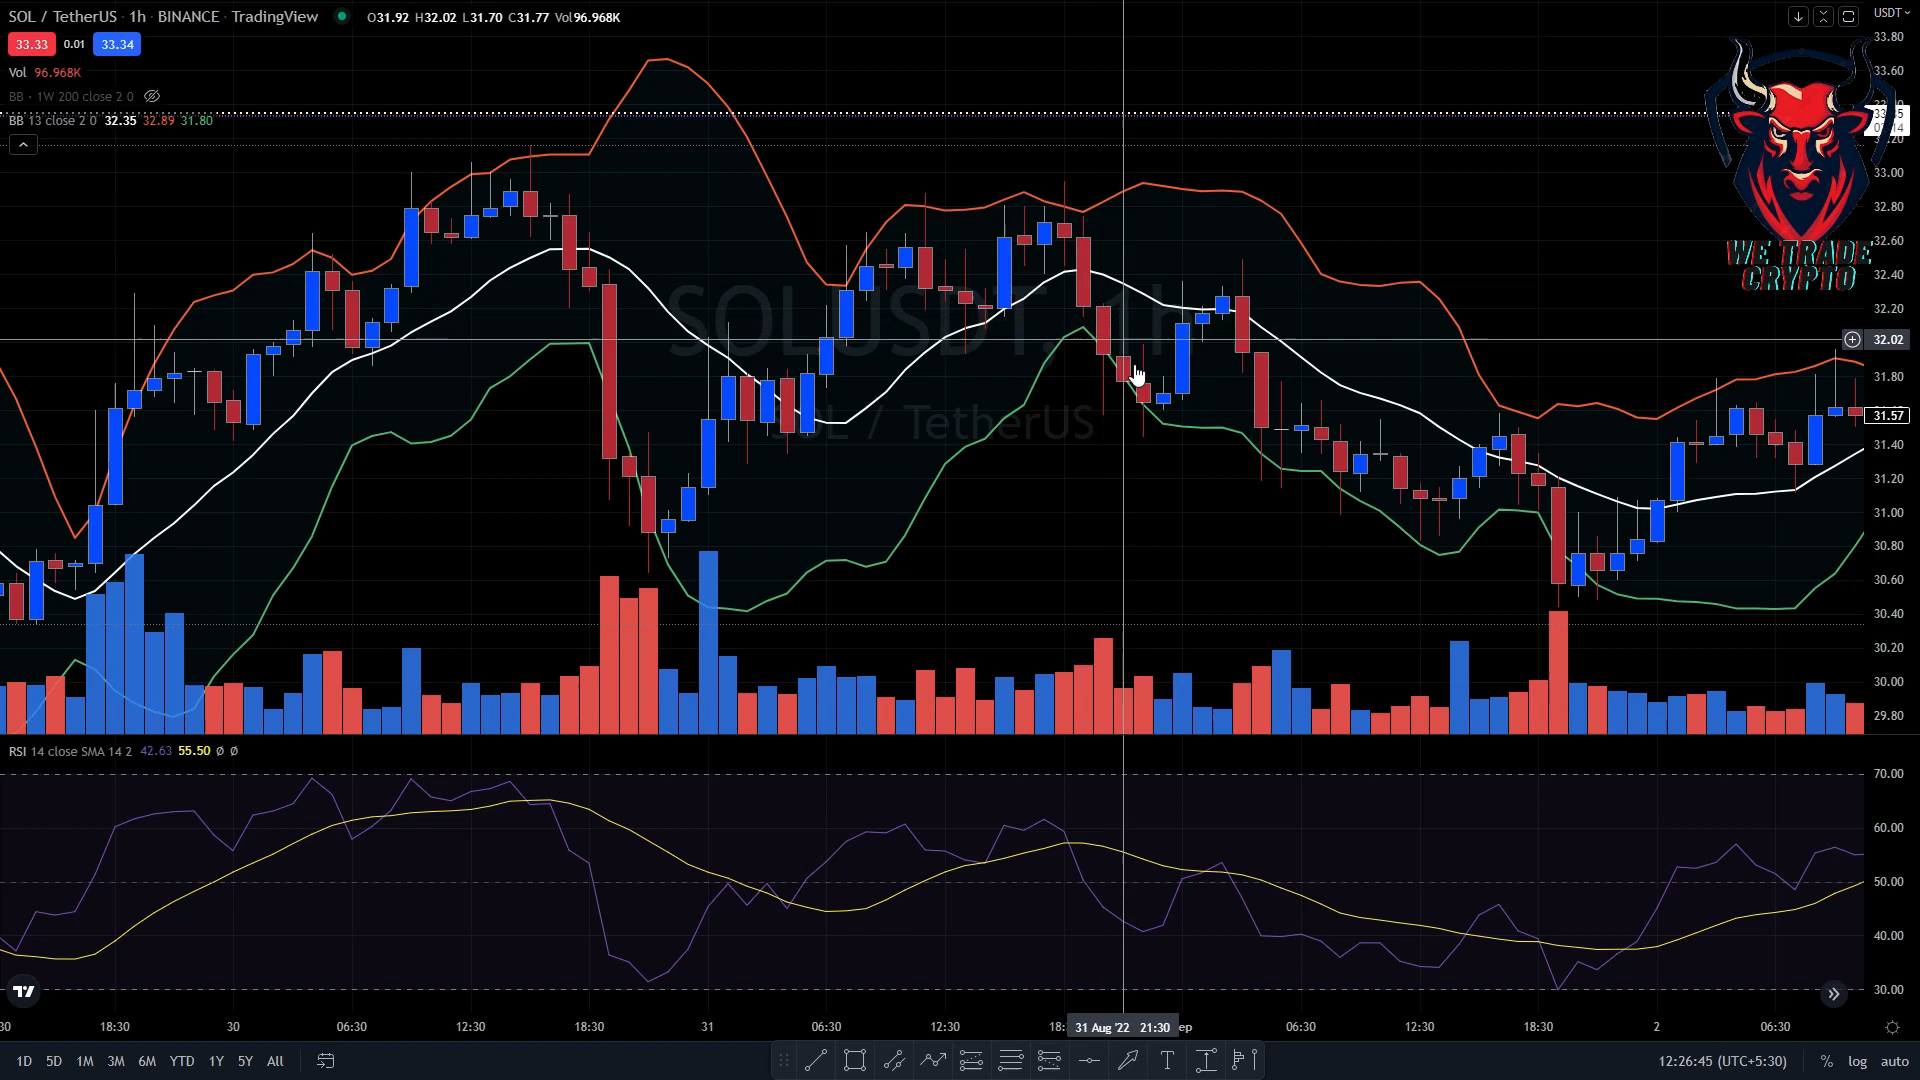 SOL / TetherUS · 1h · BINANCE · TradingView O31.92 H32.02 L31.70 C31.77 Vol96.968K
USDT
33.33 0.01 33.34
Vol 96.968K
BB · 1W 200 close 2 0
BB 13 close 2 0 32.35 32.89 31.80
SOLUSDT, 1h
SOL / TetherUS
WE TRADE
CRYPTO
33.80
33.60
33.00
32.80
32.60
32.40
32.20
32.02
31.80
31.57
31.40
31.20
31.00
30.80
30.60
30.40
30.20
30.00
29.80
RSI 14 close SMA 14 2 42.63 55.50 Ø Ø
70.00
60.00
50.00
40.00
30.00
18:30 30 06:30 12:30 18:30 31 06:30 12:30 31 Aug '22 21:30 06:30 12:30 18:30 2 06:30
1D 5D 1M 3M 6M YTD 1Y 5Y All
12:26:45 (UTC+5:30) % log auto